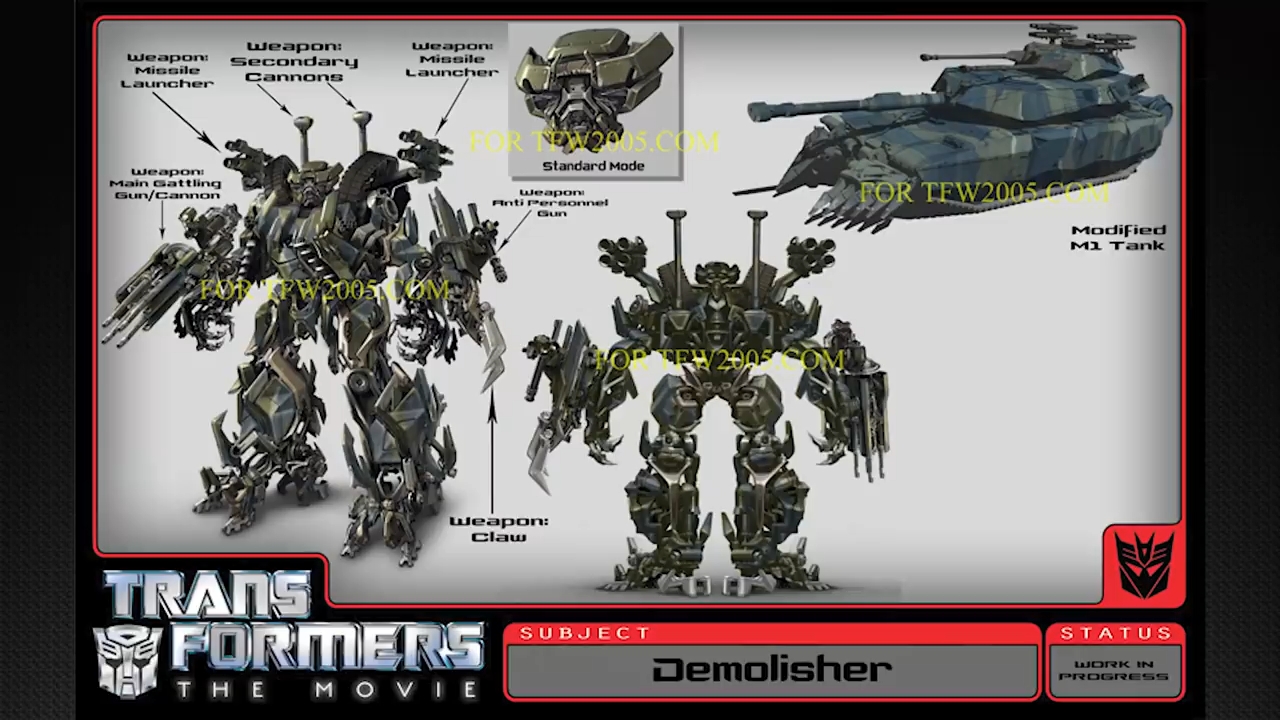 Weapon:
Missile
Launcher
Weapon:
Secondary
Cannons
Weapon:
Missile
Launcher
FOR TFW2005.COM
Standard Mode
Weapon:
Main Gattling
Gun/Cannon
Weapon:
Anti Personnel
Gun
FOR TFW2005.COM
Modified
M1 Tank
FOR TFW2005.COM
FOR TFW2005.COM
Weapon:
Claw
TRANS
FORMERS
THE MOVIE
SUBJECT
Demolisher
STATUS
WORK IN
PROGRESS